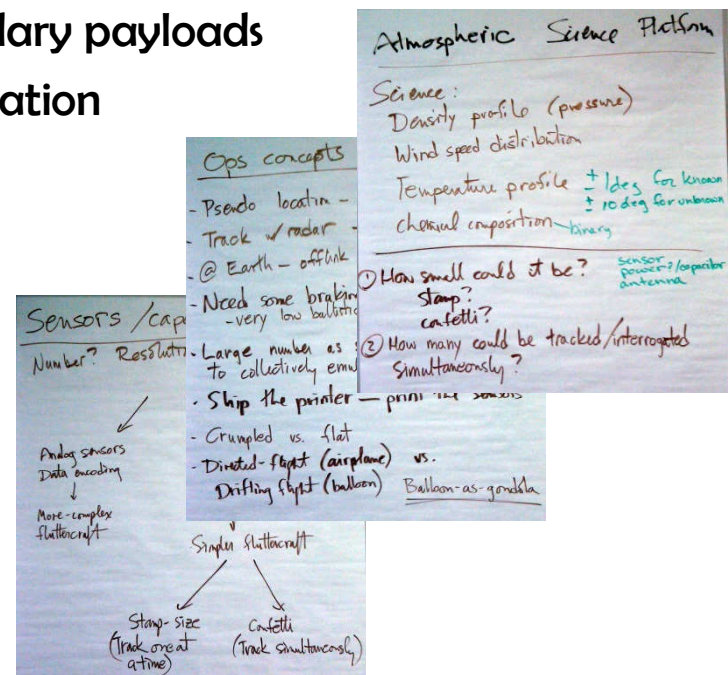 lary payloads
ation
Atmospheric Science Platform
Science:
Density profile (pressure)
Wind speed distribution
Temperature profile ± 1deg for known
± 10 deg for unknown
chemical composition - binary
① How small could it be?
stamp?
confetti?
sensor
power?/capacitor
antenna
② How many could be tracked/interrogated
simultaneously?
Ops concepts
- Pseudo location -
- Track w/ radar -
- @ Earth - offlink
- Need some braking
- very low ballistic
- Large number as
to collectively emu
- Ship the printer - print the sensors
- Crumpled vs. flat
- Directed-flight (airplane) vs.
Drifting flight (balloon) Balloon-as-gondola
Sensors / cap
Number? Resolution
Analog sensors
Data encoding
↓
More-complex
fluttercraft
Simpler fluttercraft
Stamp-size
(Track one at
a time)
Confetti
(Track simultaneously)